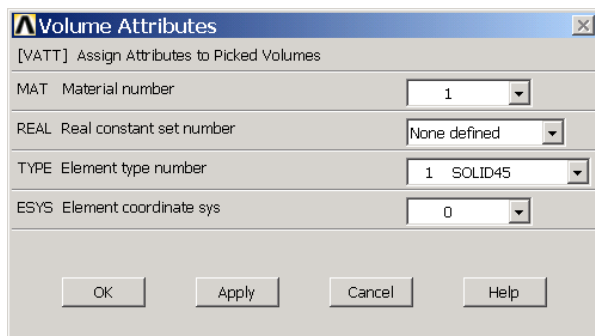 Volume Attributes
[VATT] Assign Attributes to Picked Volumes
MAT Material number 1
REAL Real constant set number None defined
TYPE Element type number 1 SOLID45
ESYS Element coordinate sys 0
OK Apply Cancel Help